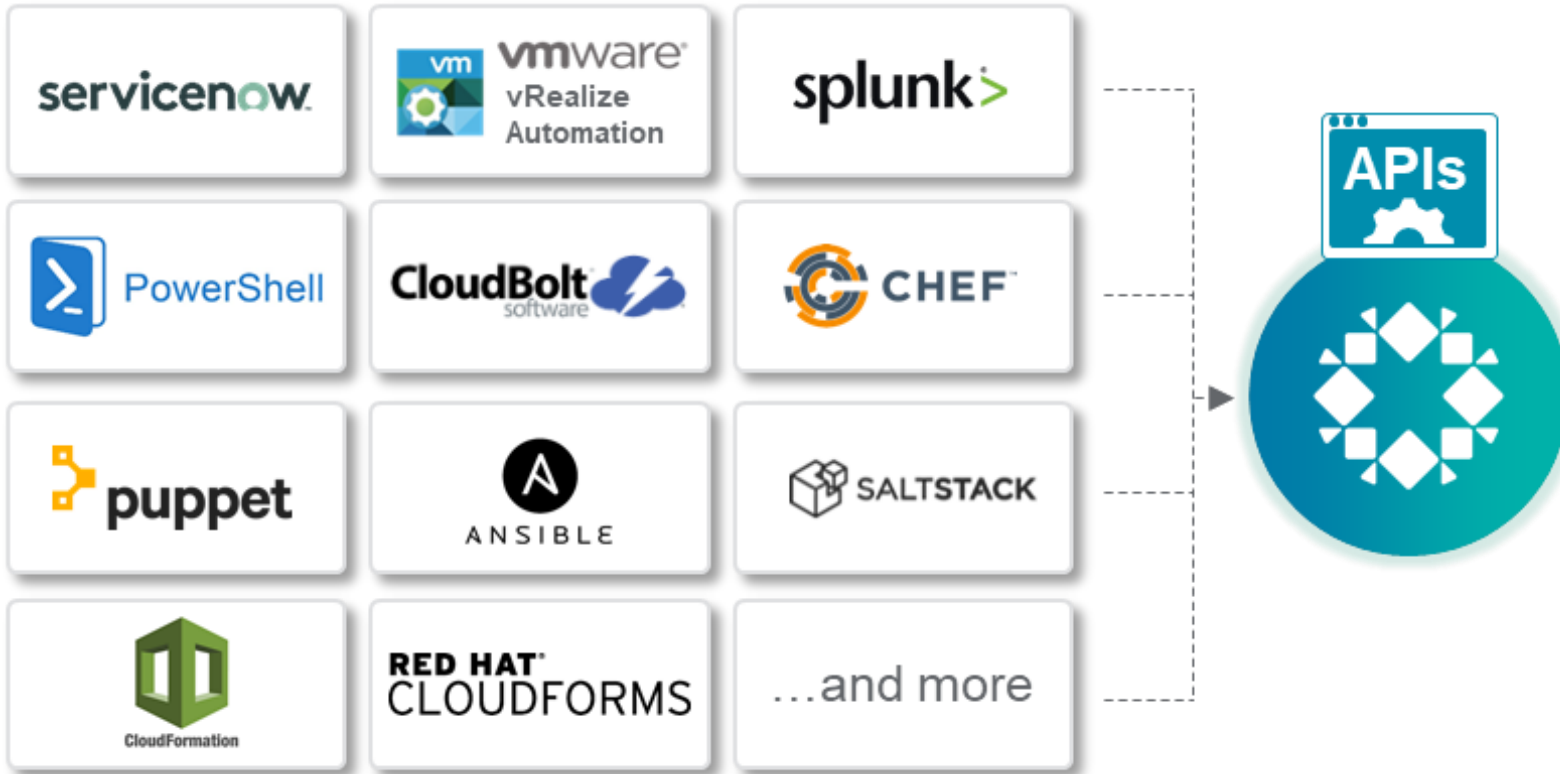 servicenow
vm vmware®
vRealize
Automation
splunk>
PowerShell
CloudBolt
software
CHEF™
puppet
ANSIBLE
SALTSTACK
CloudFormation
RED HAT®
CLOUDFORMS
...and more
APIs